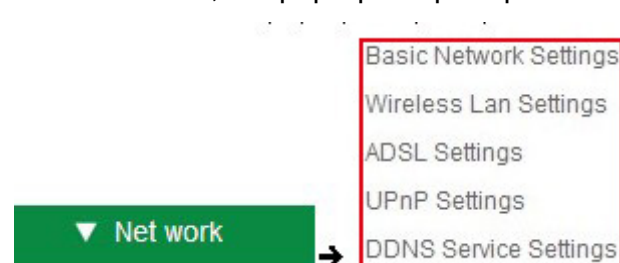 Basic Network Settings
Wireless Lan Settings
ADSL Settings
UPnP Settings
▼ Net work
→ DDNS Service Settings